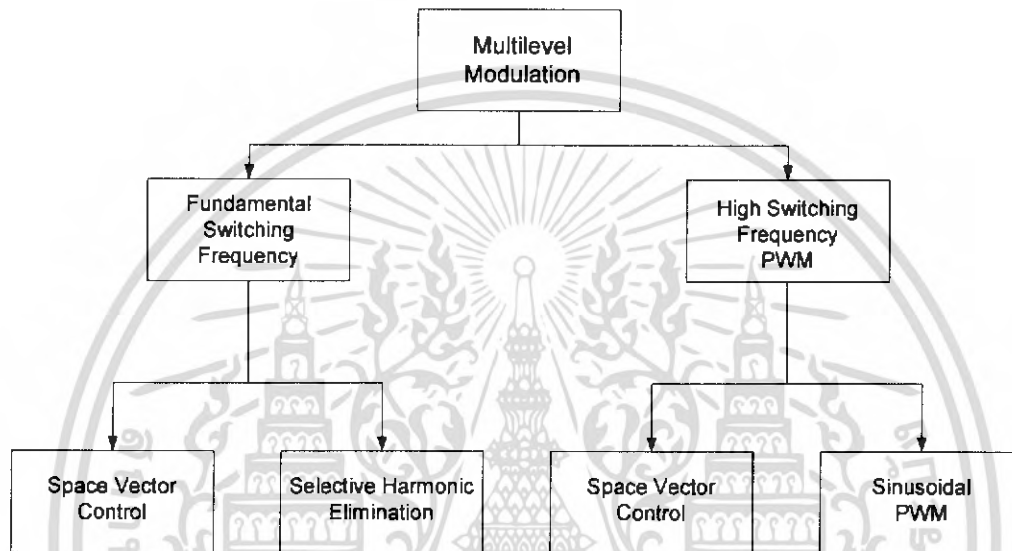 Multilevel
Modulation
Fundamental
Switching
Frequency
High Switching
Frequency
PWM
Space Vector
Control
Selective Harmonic
Elimination
Space Vector
Control
Sinusoidal
PWM